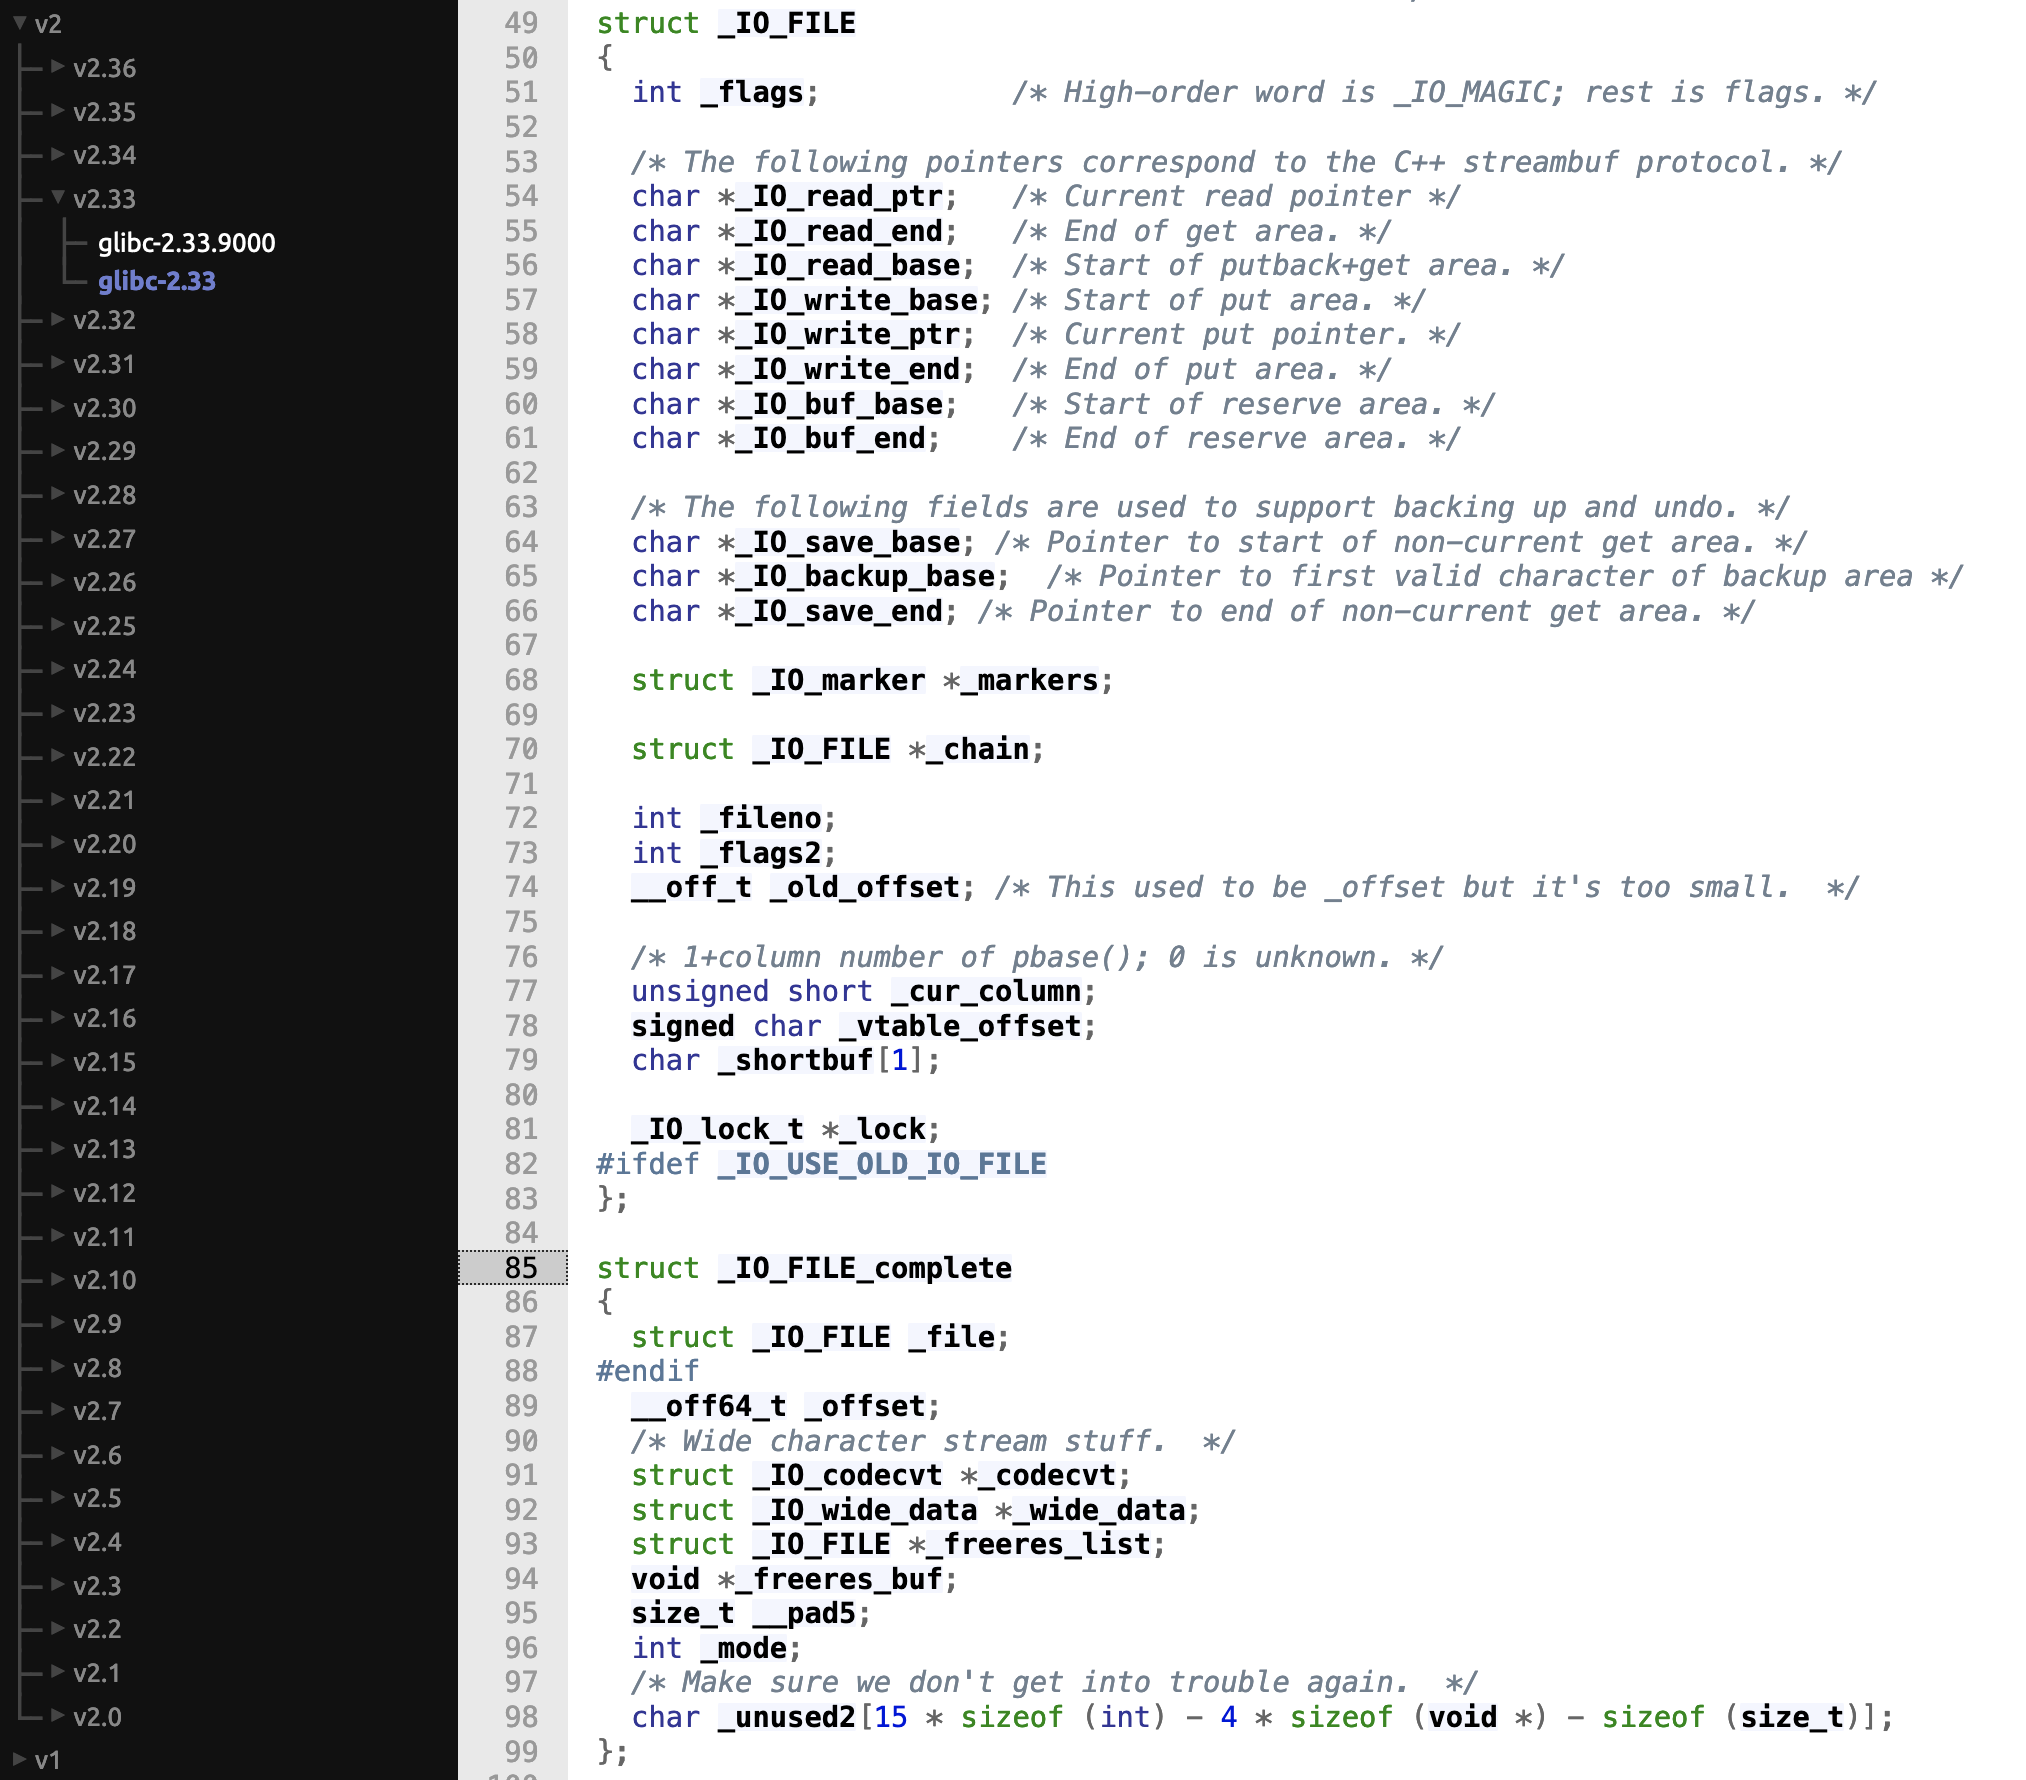 v2
v2.36
v2.35
v2.34
v2.33
glibc-2.33.9000
glibc-2.33
v2.32
v2.31
v2.30
v2.29
v2.28
v2.27
v2.26
v2.25
v2.24
v2.23
v2.22
v2.21
v2.20
v2.19
v2.18
v2.17
v2.16
v2.15
v2.14
v2.13
v2.12
v2.11
v2.10
v2.9
v2.8
v2.7
v2.6
v2.5
v2.4
v2.3
v2.2
v2.1
v2.0
v1
49 struct _IO_FILE
50 {
51   int _flags;           /* High-order word is _IO_MAGIC; rest is flags. */
52
53   /* The following pointers correspond to the C++ streambuf protocol. */
54   char *_IO_read_ptr;   /* Current read pointer */
55   char *_IO_read_end;   /* End of get area. */
56   char *_IO_read_base;  /* Start of putback+get area. */
57   char *_IO_write_base; /* Start of put area. */
58   char *_IO_write_ptr;  /* Current put pointer. */
59   char *_IO_write_end;  /* End of put area. */
60   char *_IO_buf_base;   /* Start of reserve area. */
61   char *_IO_buf_end;    /* End of reserve area. */
62
63   /* The following fields are used to support backing up and undo. */
64   char *_IO_save_base; /* Pointer to start of non-current get area. */
65   char *_IO_backup_base;  /* Pointer to first valid character of backup area */
66   char *_IO_save_end; /* Pointer to end of non-current get area. */
67
68   struct _IO_marker *_markers;
69
70   struct _IO_FILE *_chain;
71
72   int _fileno;
73   int _flags2;
74   __off_t _old_offset; /* This used to be _offset but it's too small.  */
75
76   /* 1+column number of pbase(); 0 is unknown. */
77   unsigned short _cur_column;
78   signed char _vtable_offset;
79   char _shortbuf[1];
80
81   _IO_lock_t *_lock;
82 #ifdef _IO_USE_OLD_IO_FILE
83 };
84
85 struct _IO_FILE_complete
86 {
87   struct _IO_FILE _file;
88 #endif
89   __off64_t _offset;
90   /* Wide character stream stuff.  */
91   struct _IO_codecvt *_codecvt;
92   struct _IO_wide_data *_wide_data;
93   struct _IO_FILE *_freeres_list;
94   void *_freeres_buf;
95   size_t __pad5;
96   int _mode;
97   /* Make sure we don't get into trouble again.  */
98   char _unused2[15 * sizeof (int) - 4 * sizeof (void *) - sizeof (size_t)];
99 };